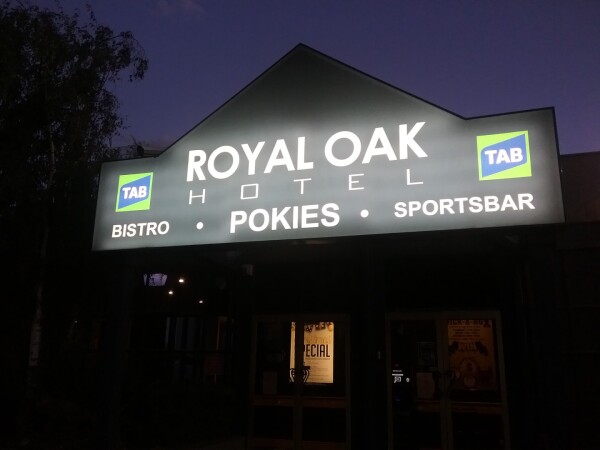 ROYAL OAK
HOTEL
TAB
TAB
BISTRO • POKIES • SPORTSBAR
SPECIAL